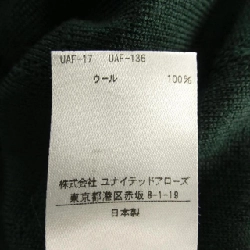 UAF-17 UAF-136
ウール 100%
株式会社 ユナイテッドアローズ
東京都港区赤坂 8-1-19
日本製